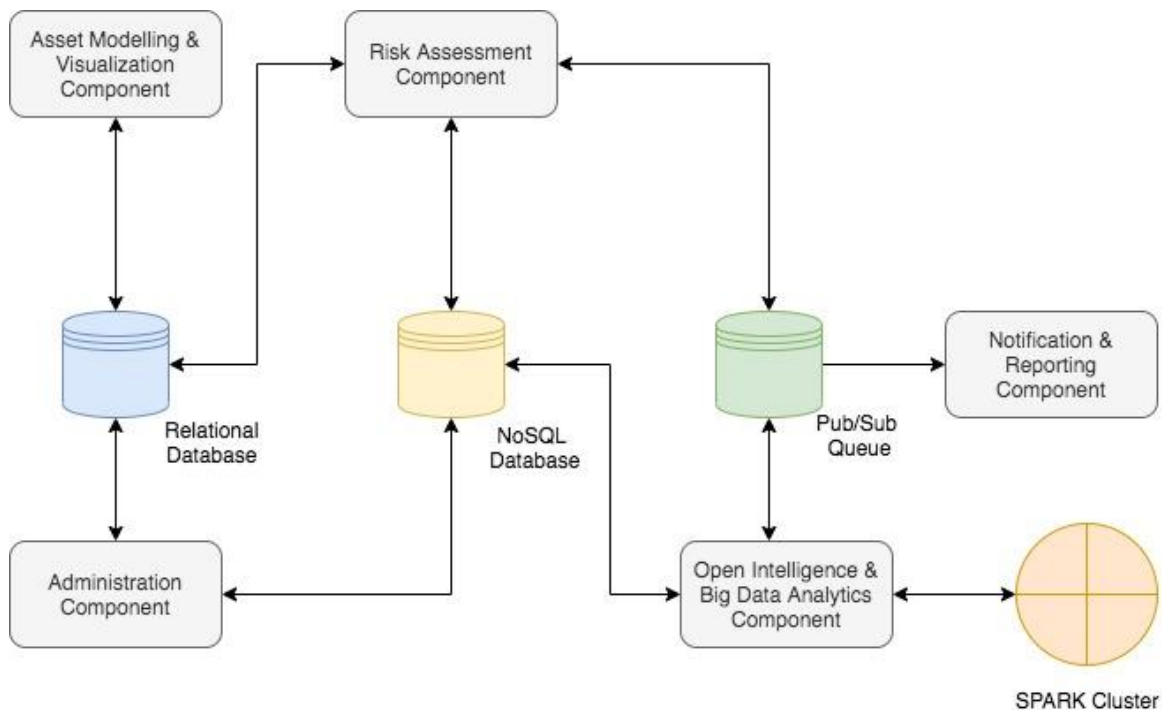 Asset Modelling &
Visualization
Component
Risk Assessment
Component
Relational
Database
NoSQL
Database
Pub/Sub
Queue
Notification &
Reporting
Component
Administration
Component
Open Intelligence &
Big Data Analytics
Component
SPARK Cluster